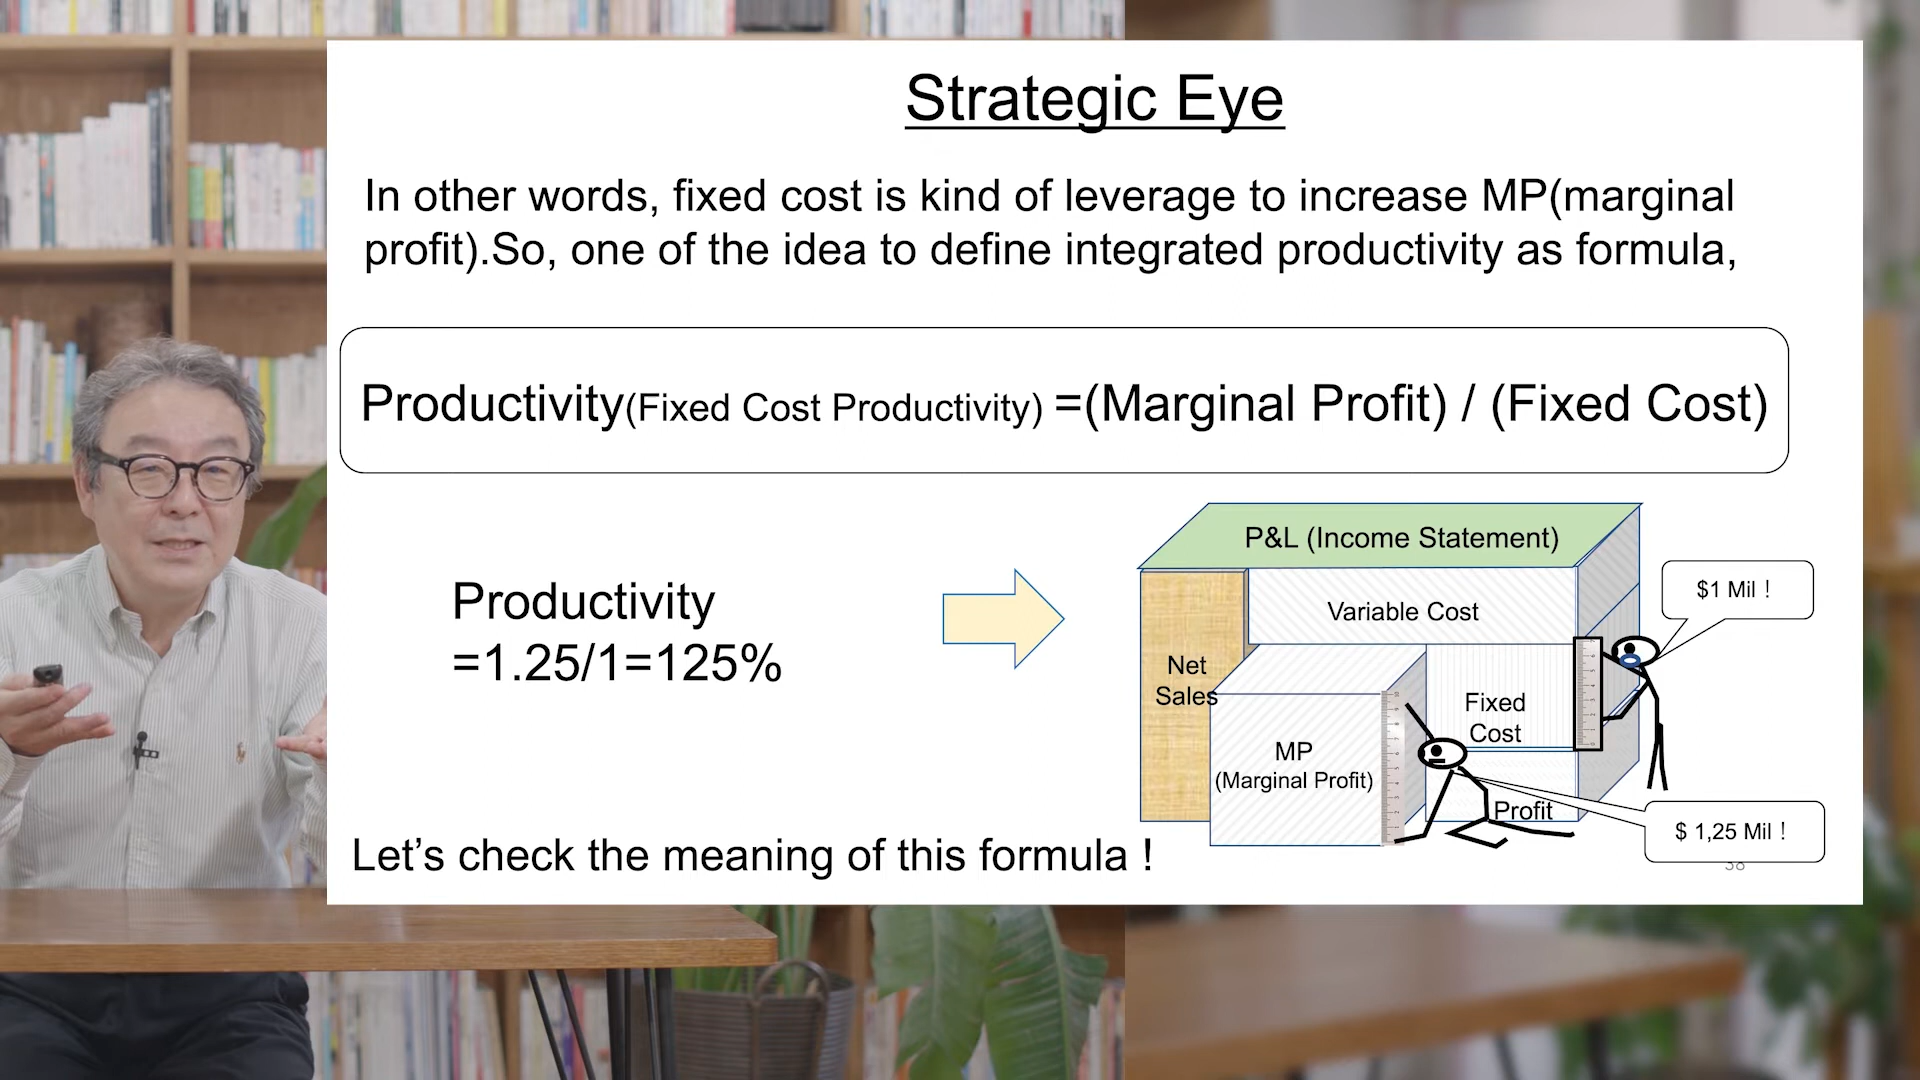 Strategic Eye
In other words, fixed cost is kind of leverage to increase MP(marginal
profit).So, one of the idea to define integrated productivity as formula,
Productivity(Fixed Cost Productivity) =(Marginal Profit) / (Fixed Cost)
Productivity
=1.25/1=125%
P&L (Income Statement)
Variable Cost
$1 Mil !
Net
Sales
Fixed
Cost
MP
(Marginal Profit)
Profit
$ 1,25 Mil !
Let’s check the meaning of this formula !
38